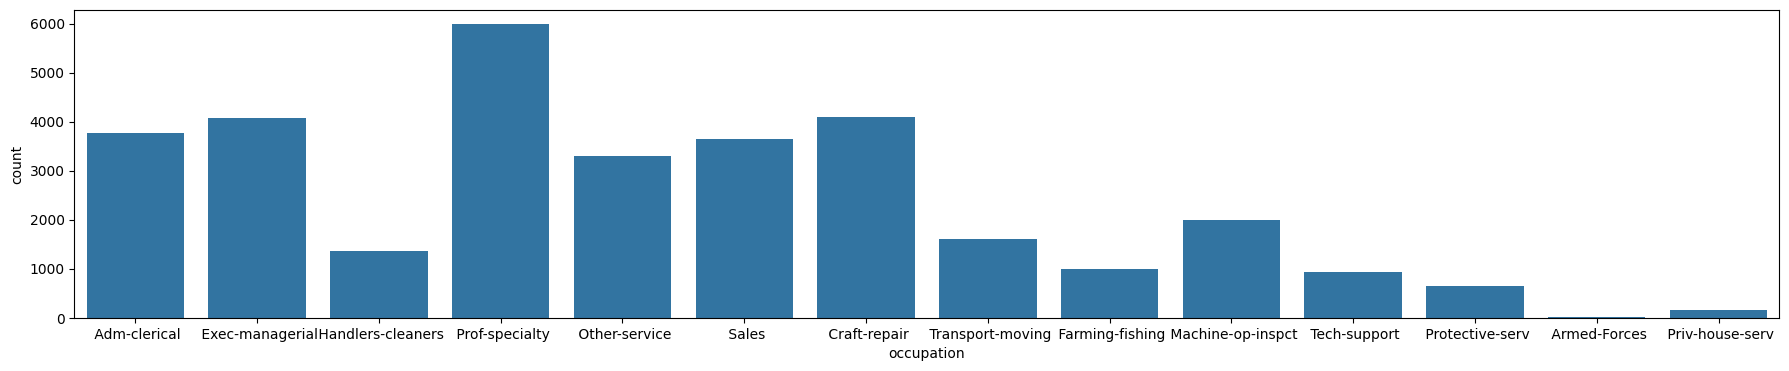 6000
5000
4000
3000
2000
1000
0
count
Adm-clerical Exec-managerial Handlers-cleaners Prof-specialty Other-service Sales Craft-repair Transport-moving Farming-fishing Machine-op-inspct Tech-support Protective-serv Armed-Forces Priv-house-serv
occupation